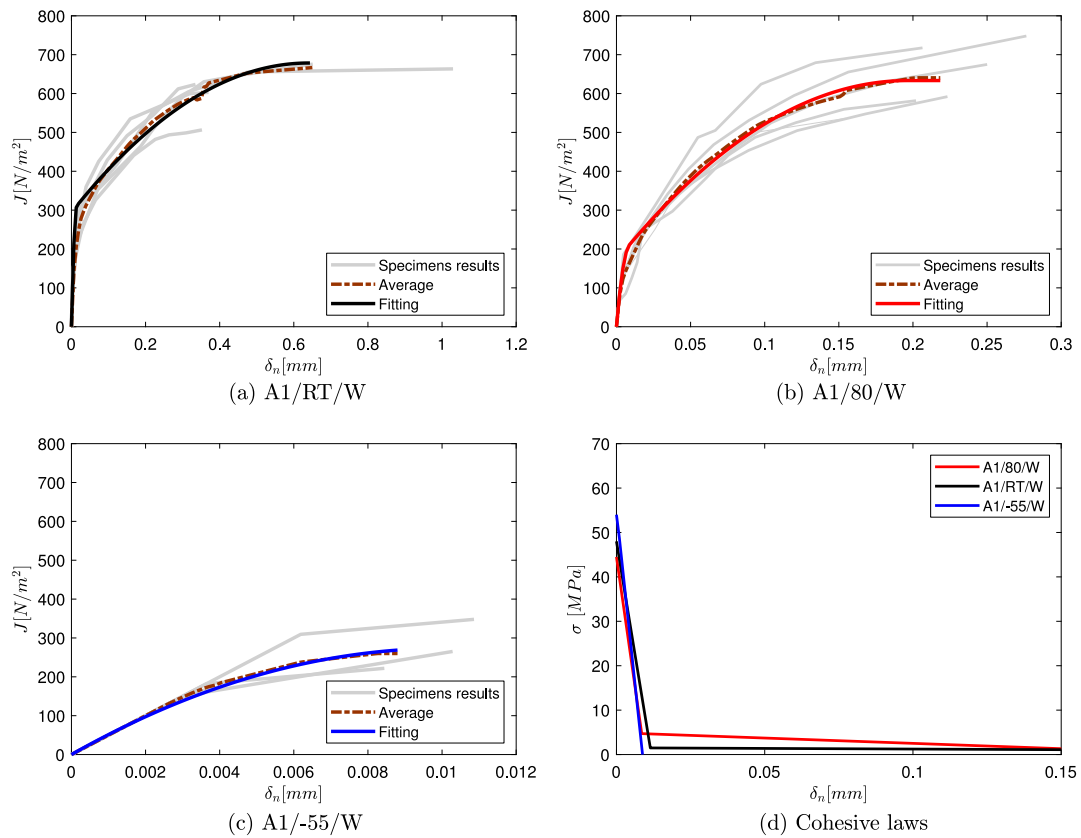 800
700
600
500
400
300
200
100
0
J[N/m²]
0 0.2 0.4 0.6 0.8 1 1.2
δn[mm]
Specimens results
Average
Fitting
(a) A1/RT/W
800
700
600
500
400
300
200
100
0
J[N/m²]
0 0.05 0.1 0.15 0.2 0.25 0.3
δn[mm]
Specimens results
Average
Fitting
(b) A1/80/W
800
700
600
500
400
300
200
100
0
J[N/m²]
0 0.002 0.004 0.006 0.008 0.01 0.012
δn[mm]
Specimens results
Average
Fitting
(c) A1/-55/W
70
60
50
40
30
20
10
0
σ [MPa]
0 0.05 0.1 0.15
δn[mm]
A1/80/W
A1/RT/W
A1/-55/W
(d) Cohesive laws